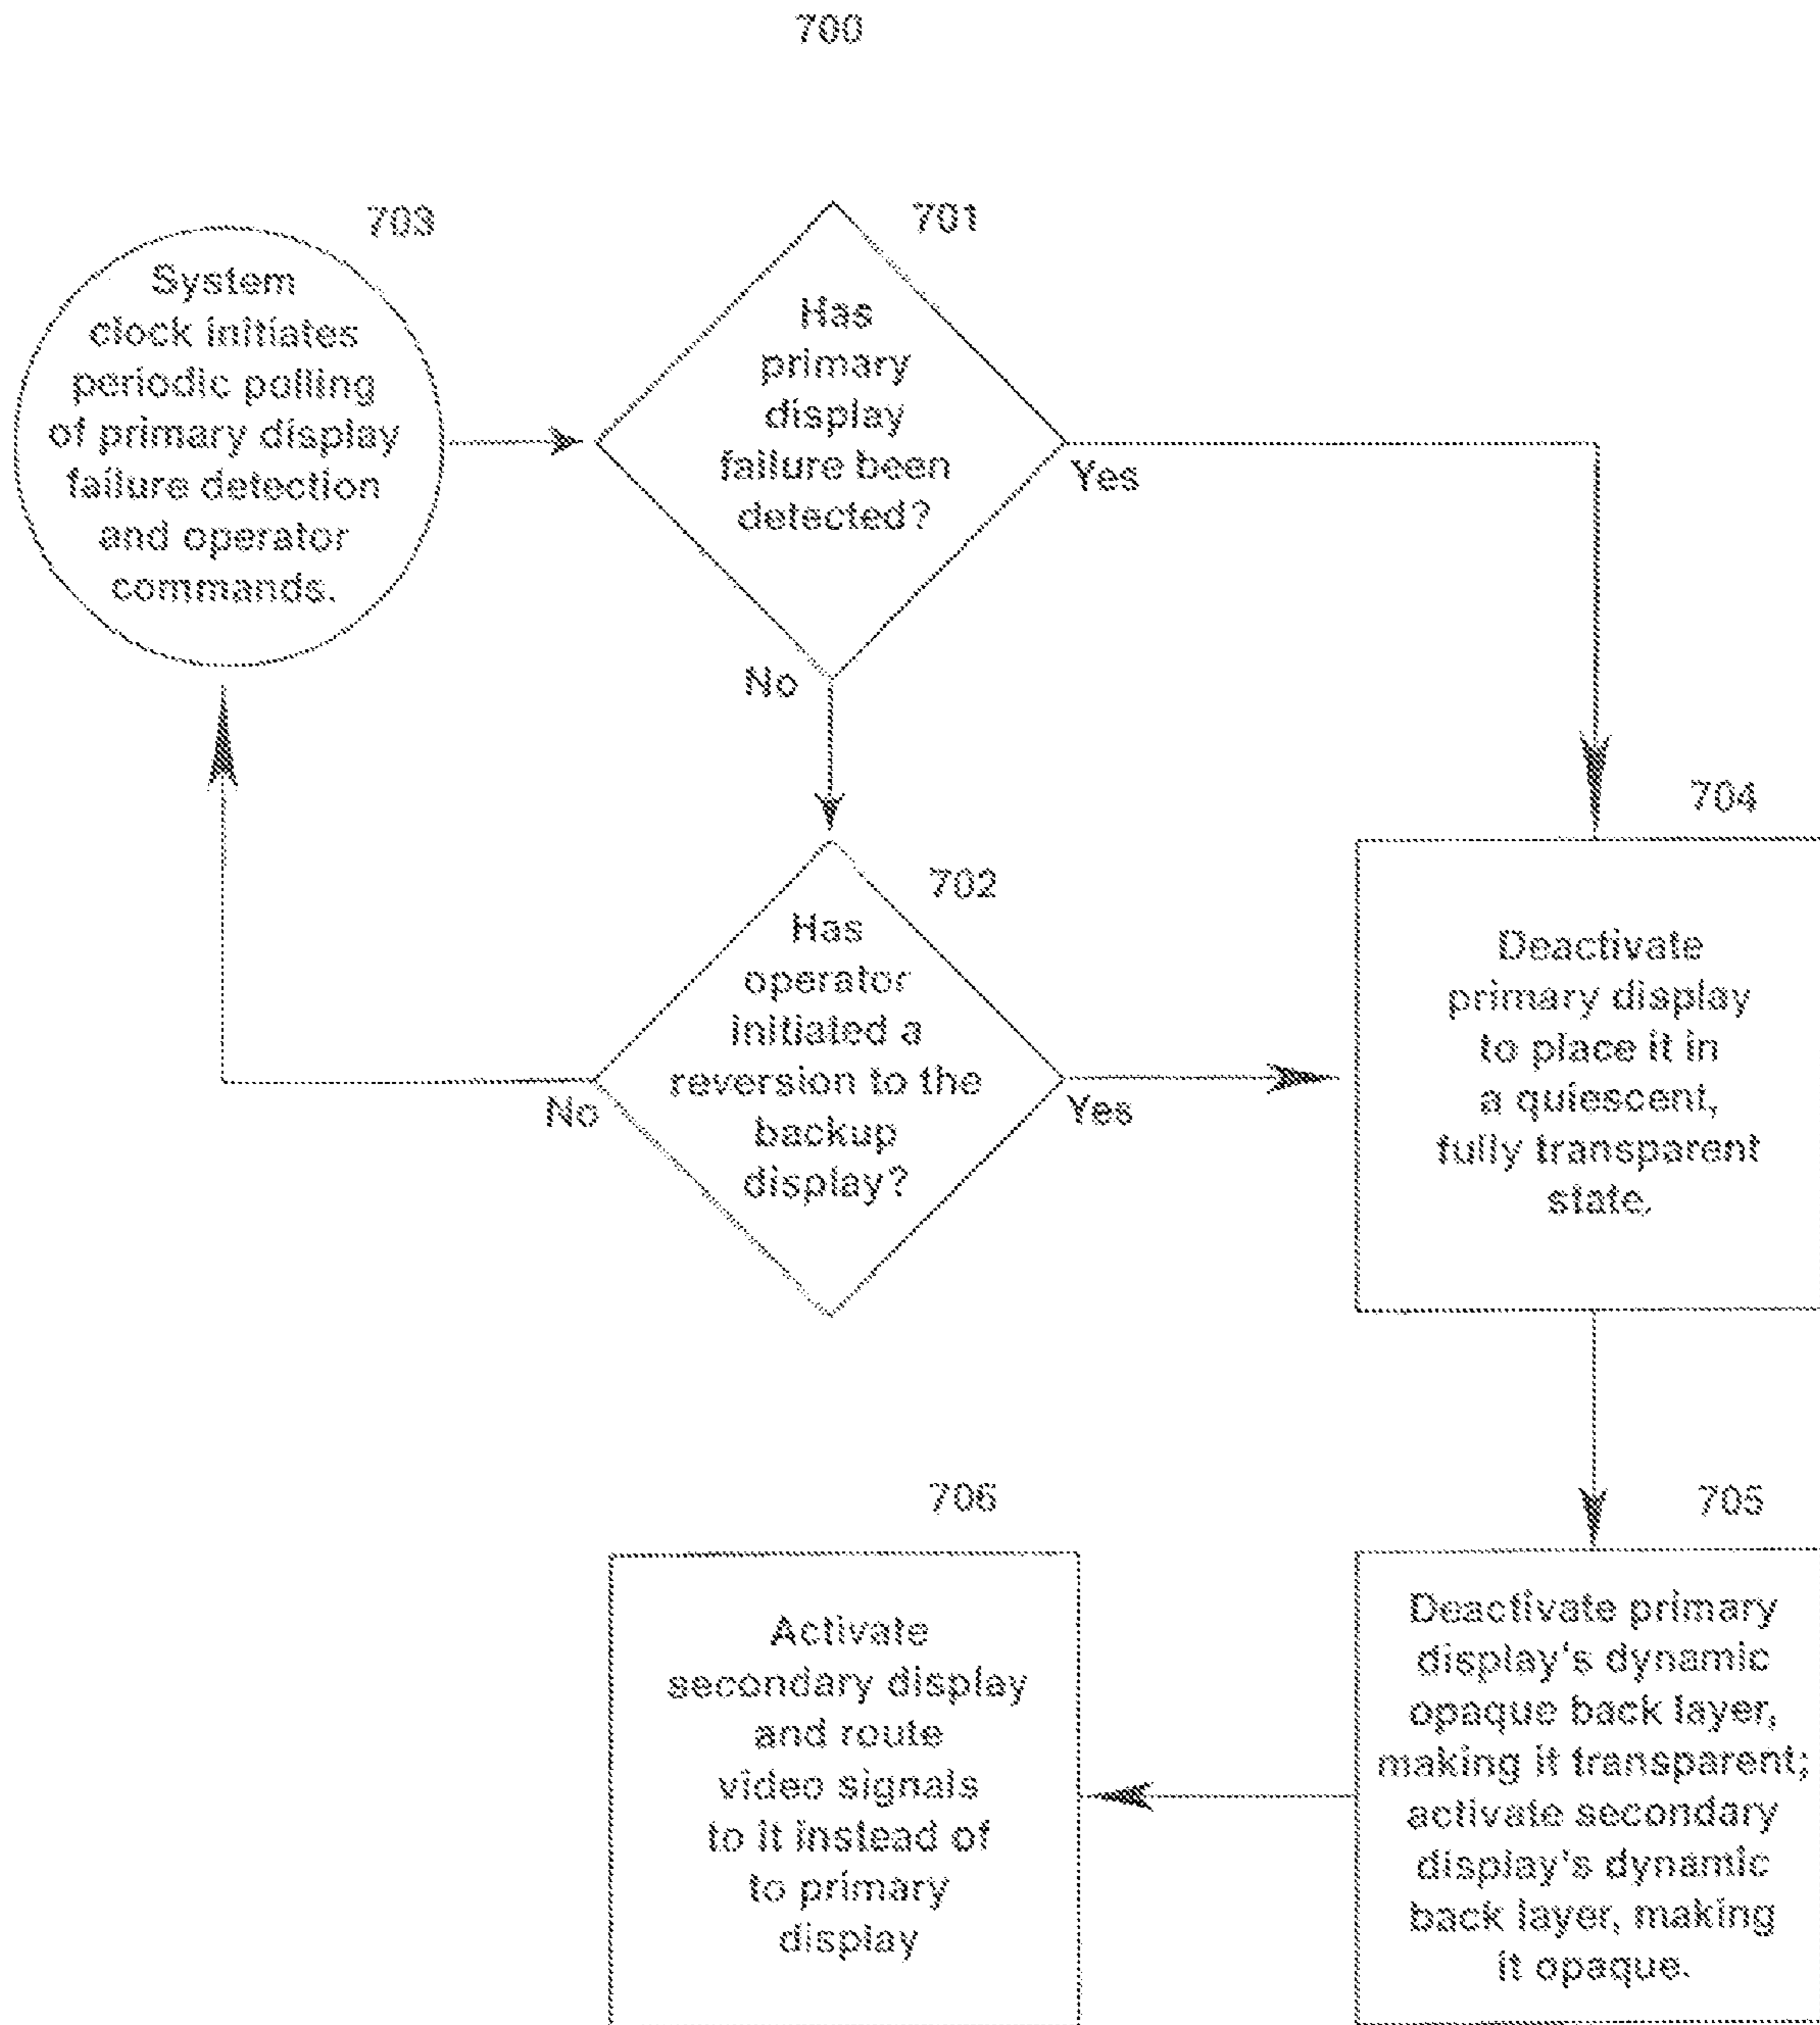 700
703
System
clock initiates
periodic polling
of primary display
failure detection
and operator
commands.
701
Has
primary
display
failure been
detected?
Yes
No
702
Has
operator
initiated a
reversion to the
backup
display?
No
Yes
704
Deactivate
primary display
to place it in
a quiescent,
fully transparent
state.
705
Deactivate primary
display's dynamic
opaque back layer,
making it transparent;
activate secondary
display's dynamic
back layer, making
it opaque.
706
Activate
secondary display
and route
video signals
to it instead of
to primary
display